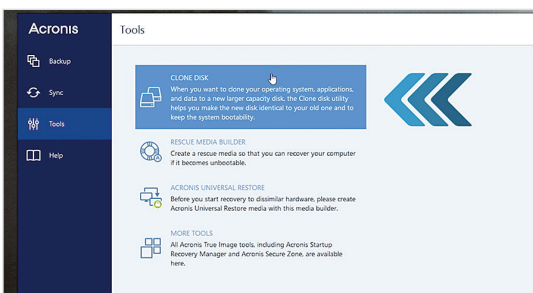 Acronis
Tools
Backup
Sync
Tools
Help
CLONE DISK
When you want to clone your operating system, applications,
and data to a new larger capacity disk, the Clone disk utility
helps you make the new disk identical to your old one and to
keep the system bootability.
RESCUE MEDIA BUILDER
Create a rescue media so that you can recover your computer
if it becomes unbootable.
ACRONIS UNIVERSAL RESTORE
Before you start recovery to dissimilar hardware, please create
Acronis Universal Restore media with this media builder.
MORE TOOLS
All Acronis True Image tools, including Acronis Startup
Recovery Manager and Acronis Secure Zone, are available
here.